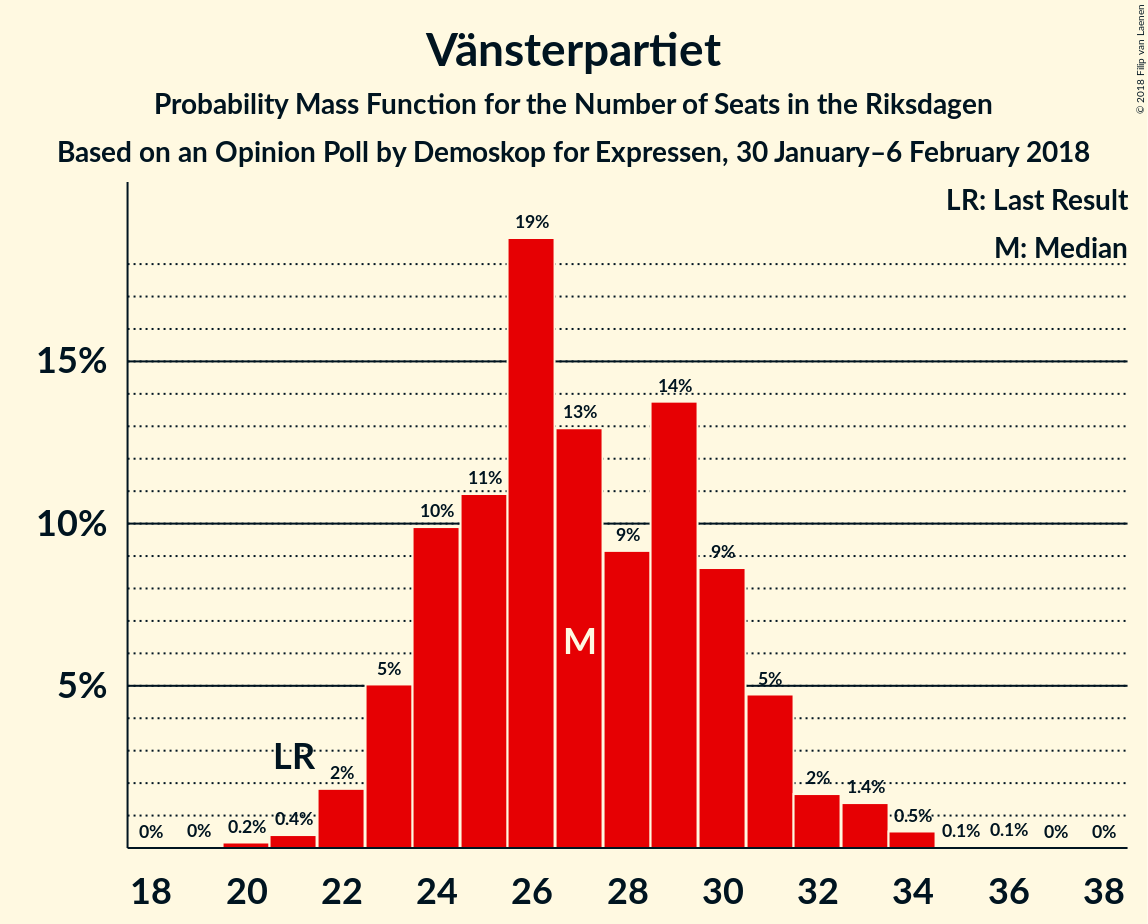 Vänsterpartiet
Probability Mass Function for the Number of Seats in the Riksdagen
Based on an Opinion Poll by Demoskop for Expressen, 30 January–6 February 2018
© 2018 Filip van Laenen
LR: Last Result
M: Median
19%
15%
14%
13%
11%
10%
10%
9%
9%
M
5%
5%
5%
LR
2%
2%
1.4%
0%
0%
0.2%
0.4%
0.5%
0.1%
0.1%
0%
0%
18 20 22 24 26 28 30 32 34 36 38